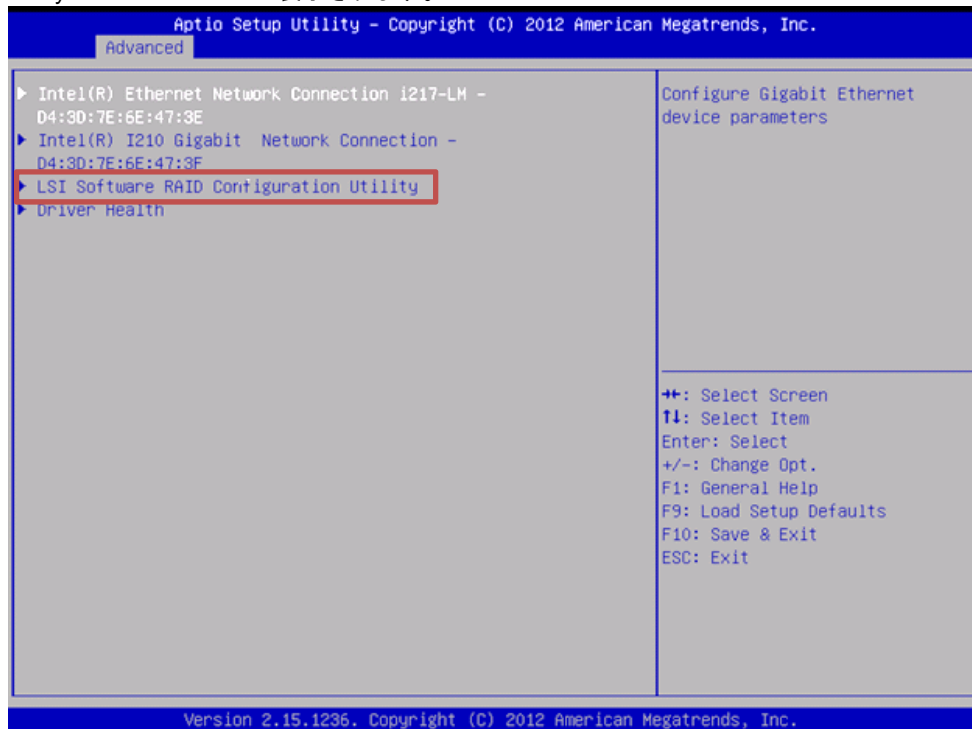 Aptio Setup Utility – Copyright (C) 2012 American Megatrends, Inc.
Advanced
Intel(R) Ethernet Network Connection i217-LM –
D4:3D:7E:6E:47:3E
Intel(R) I210 Gigabit Network Connection –
D4:3D:7E:6E:47:3F
LSI Software RAID Configuration Utility
Driver Health
Configure Gigabit Ethernet
device parameters
→←: Select Screen
↑↓: Select Item
Enter: Select
+/-: Change Opt.
F1: General Help
F9: Load Setup Defaults
F10: Save & Exit
ESC: Exit
Version 2.15.1236. Copyright (C) 2012 American Megatrends, Inc.